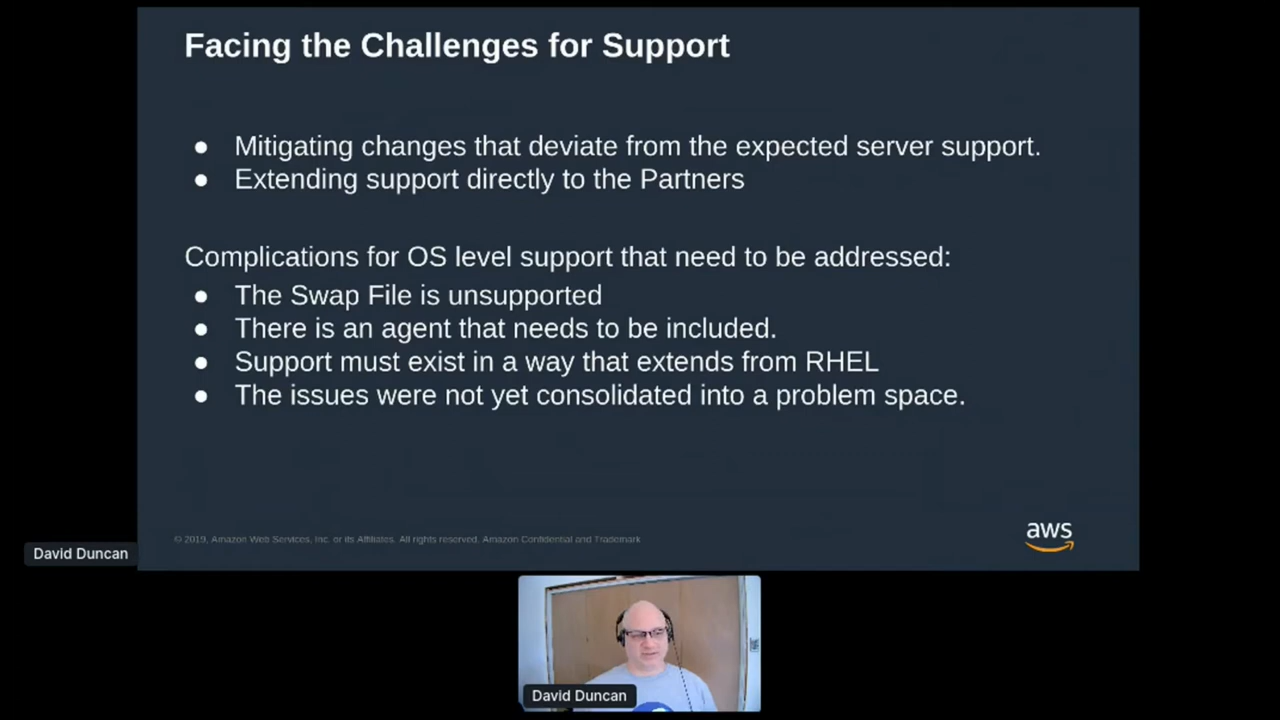 Facing the Challenges for Support
● Mitigating changes that deviate from the expected server support.
● Extending support directly to the Partners
Complications for OS level support that need to be addressed:
● The Swap File is unsupported
● There is an agent that needs to be included.
● Support must exist in a way that extends from RHEL
● The issues were not yet consolidated into a problem space.
© 2019, Amazon Web Services, Inc. or its Affiliates. All rights reserved. Amazon Confidential and Trademark
aws
David Duncan
David Duncan